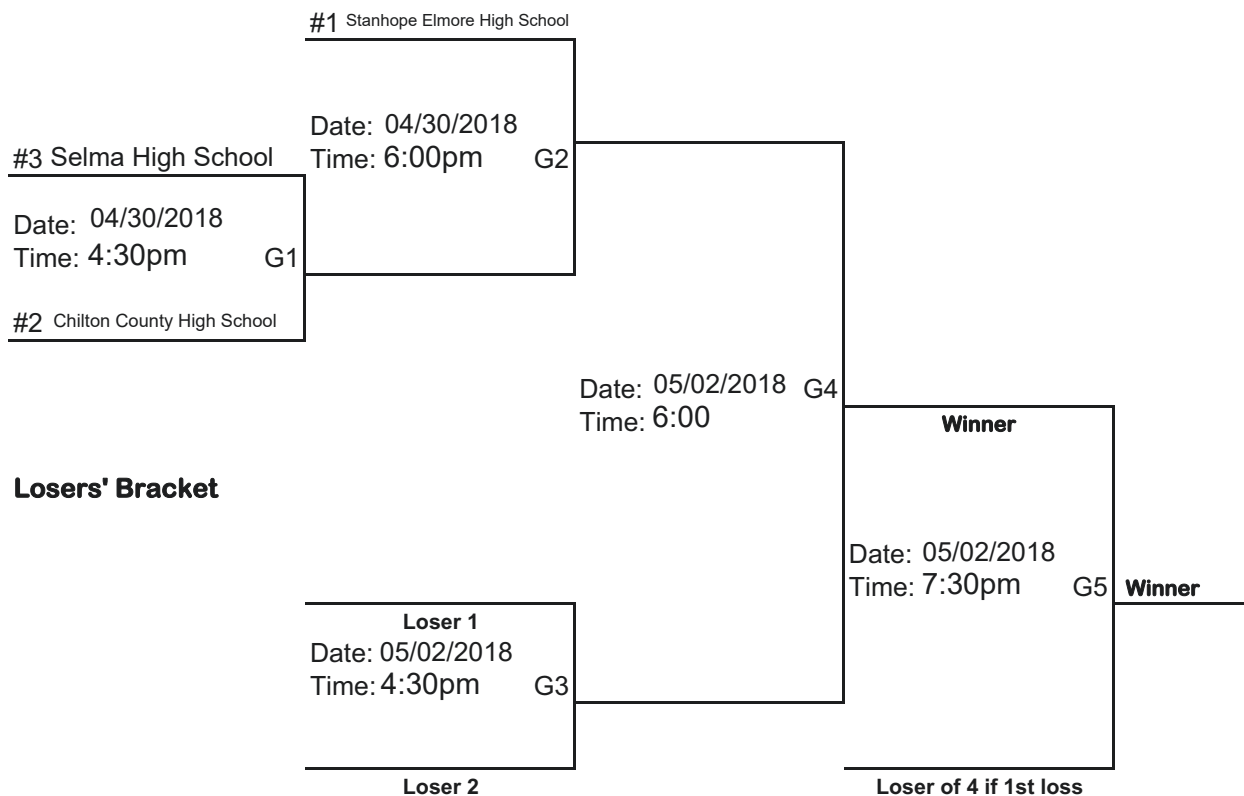 #1 Stanhope Elmore High School
Date: 04/30/2018
Time: 6:00pm G2
#3 Selma High School
Date: 04/30/2018
Time: 4:30pm G1
#2 Chilton County High School
Date: 05/02/2018 G4
Time: 6:00
Winner
Losers' Bracket
Date: 05/02/2018
Time: 7:30pm G5 Winner
Loser 1
Date: 05/02/2018
Time: 4:30pm G3
Loser 2
Loser of 4 if 1st loss